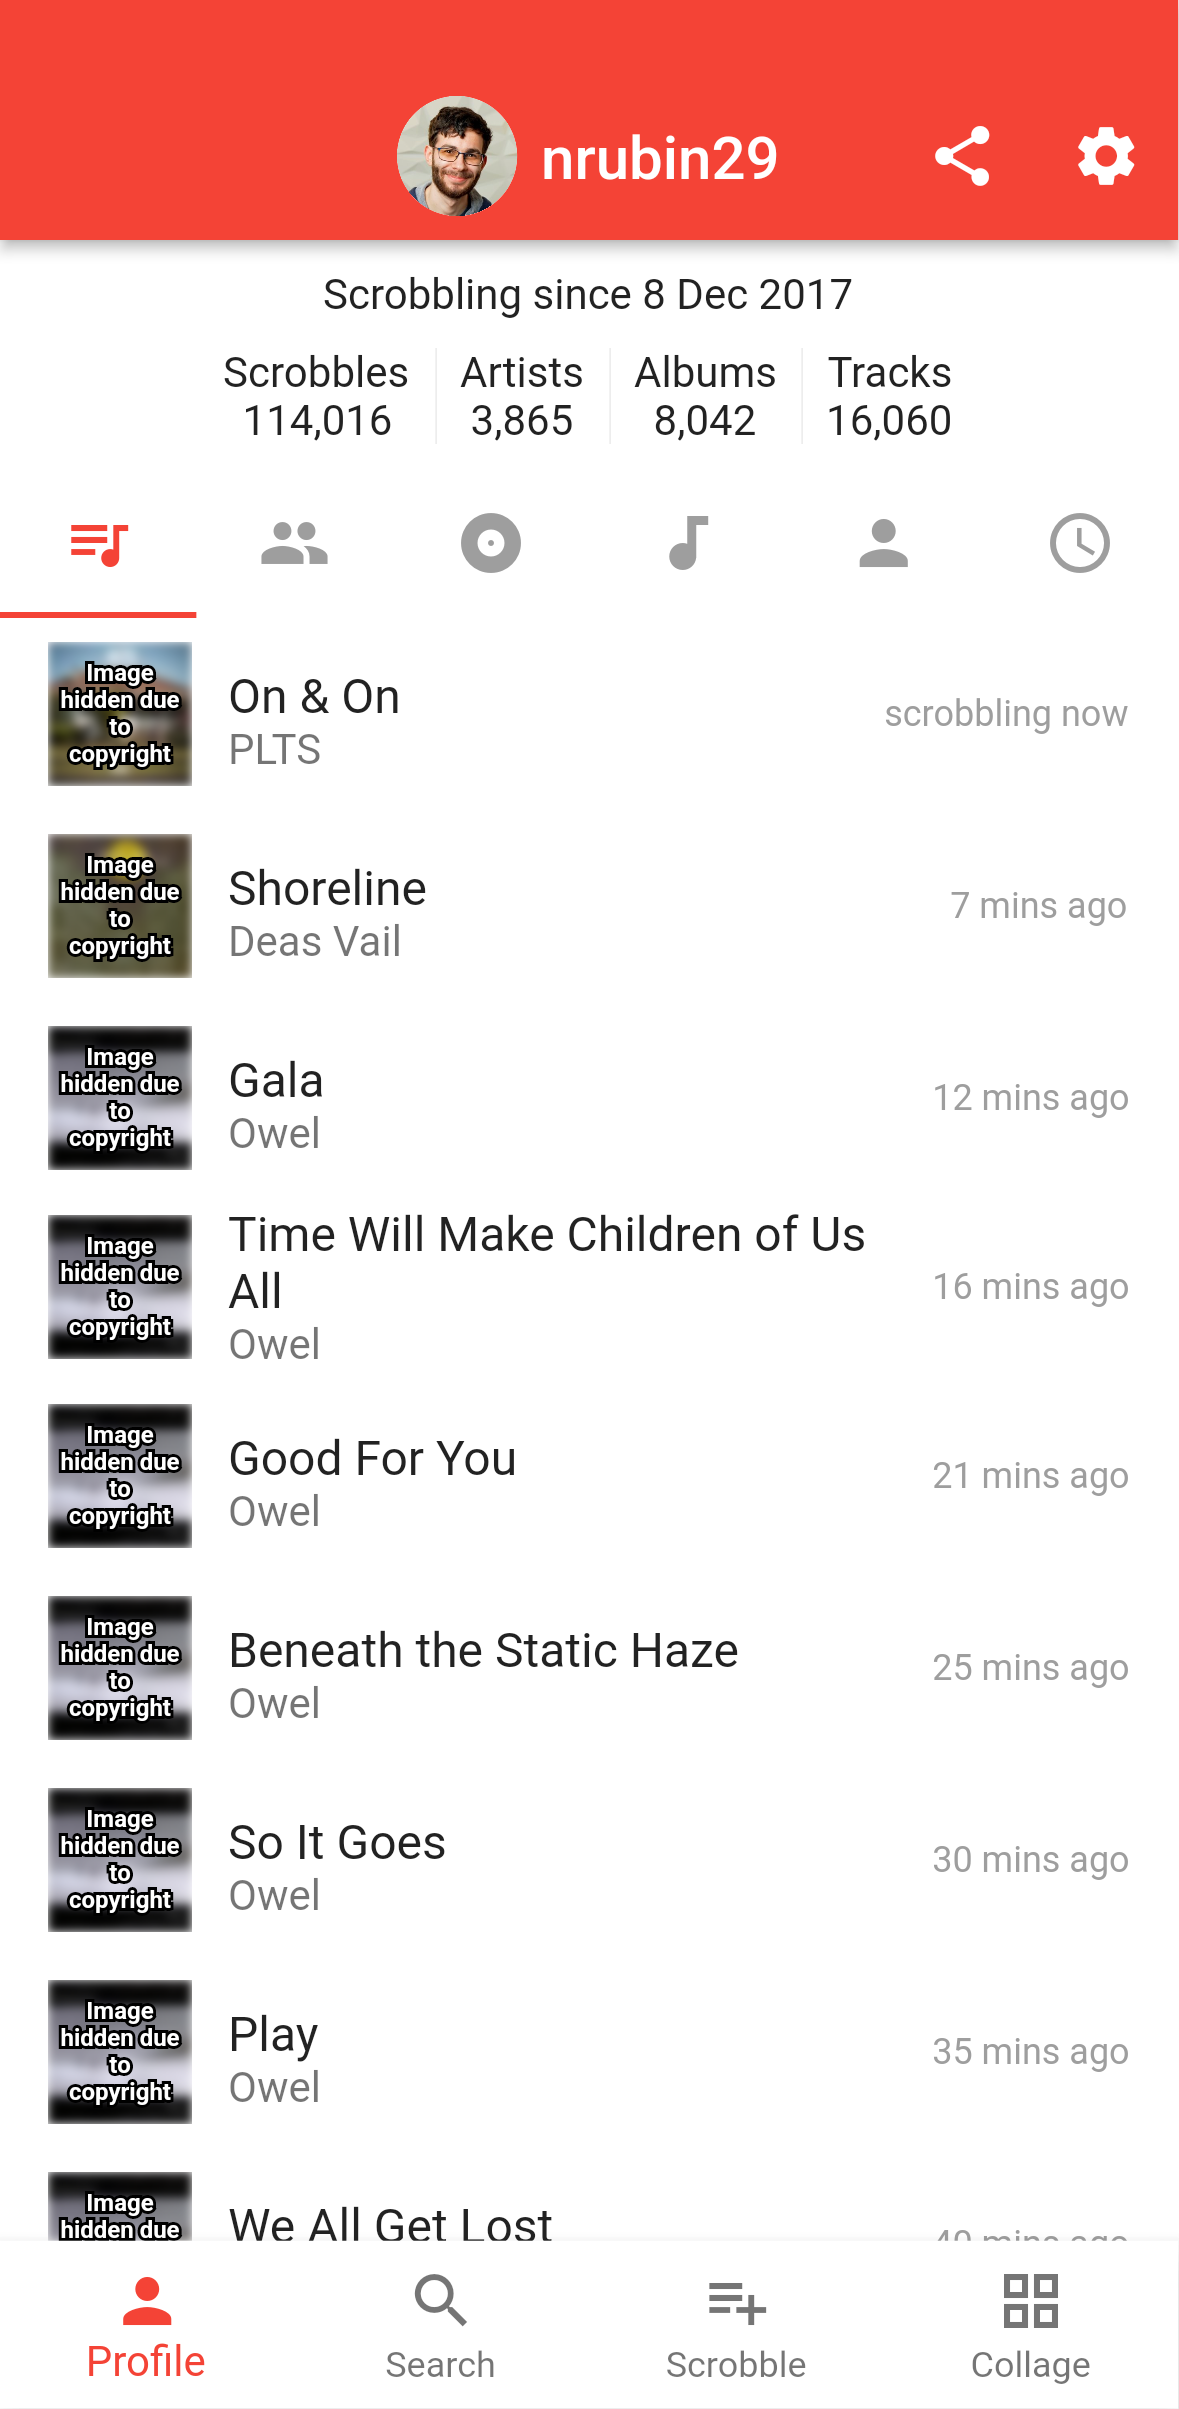 nrubin29
Scrobbling since 8 Dec 2017
Scrobbles Artists Albums Tracks
114,016 3,865 8,042 16,060
Image
hidden due
to
copyright
On & On
PLTS
scrobbling now
Image
hidden due
to
copyright
Shoreline
Deas Vail
7 mins ago
Image
hidden due
to
copyright
Gala
Owel
12 mins ago
Image
hidden due
to
copyright
Time Will Make Children of Us
All
Owel
16 mins ago
Image
hidden due
to
copyright
Good For You
Owel
21 mins ago
Image
hidden due
to
copyright
Beneath the Static Haze
Owel
25 mins ago
Image
hidden due
to
copyright
So It Goes
Owel
30 mins ago
Image
hidden due
to
copyright
Play
Owel
35 mins ago
Image
hidden due
We All Get Lost
40 mins ago
Profile Search Scrobble Collage